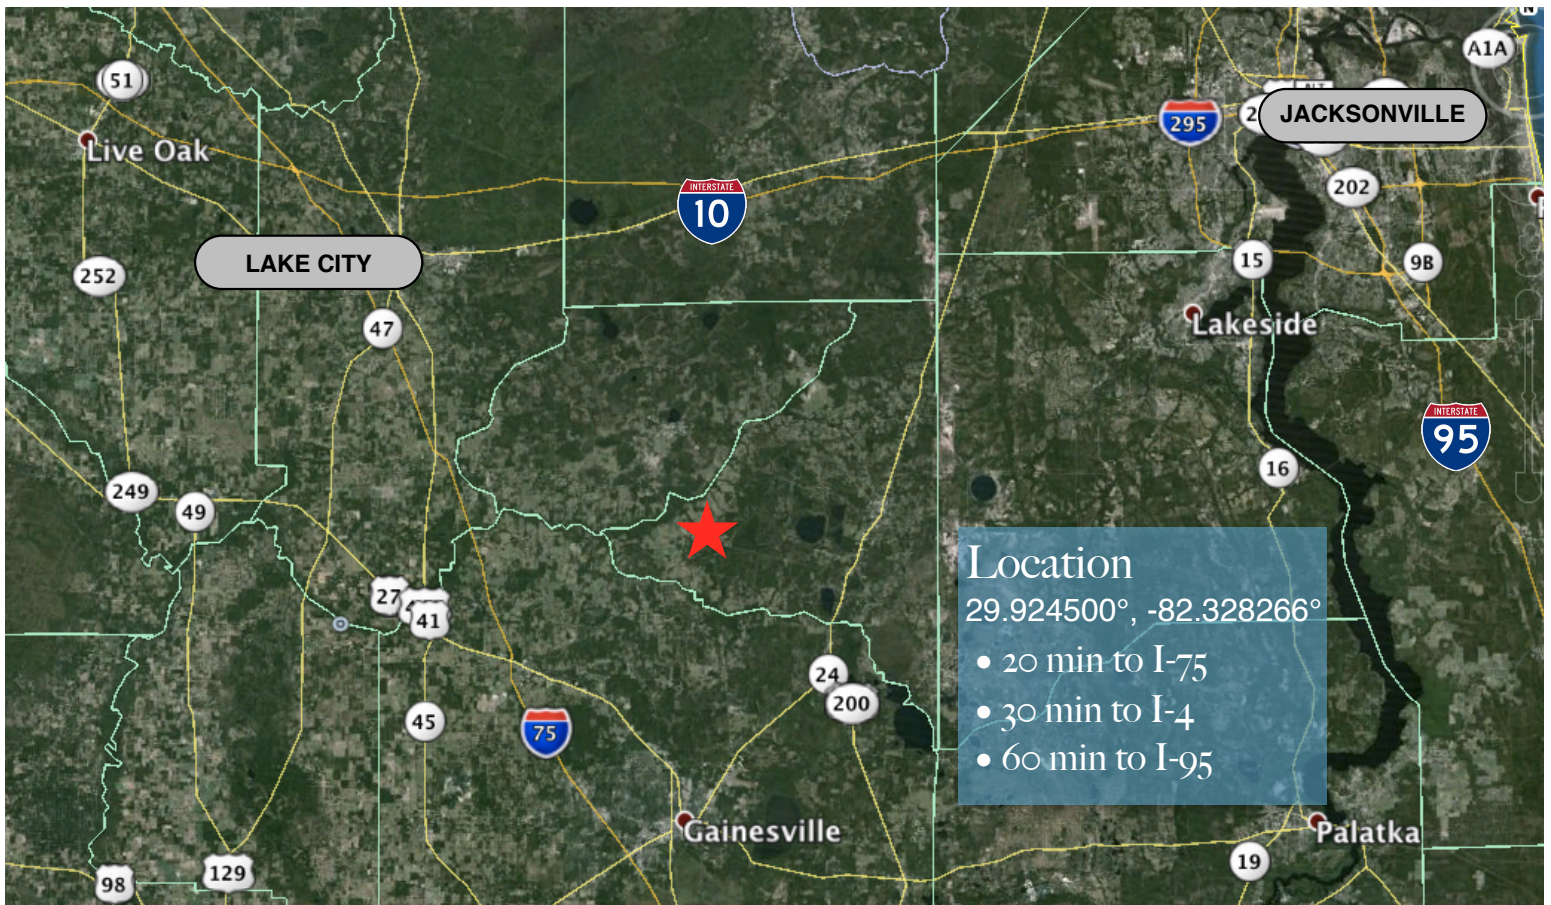 N
A1A
51
ALT
295
JACKSONVILLE
Live Oak
202
INTERSTATE
10
LAKE CITY
252
15
9B
47
Lakeside
INTERSTATE
95
16
249
49
Location
29.924500°, -82.328266°
• 20 min to I-75
• 30 min to I-4
• 60 min to I-95
27
41
24
200
45
75
Gainesville
Palatka
19
129
98